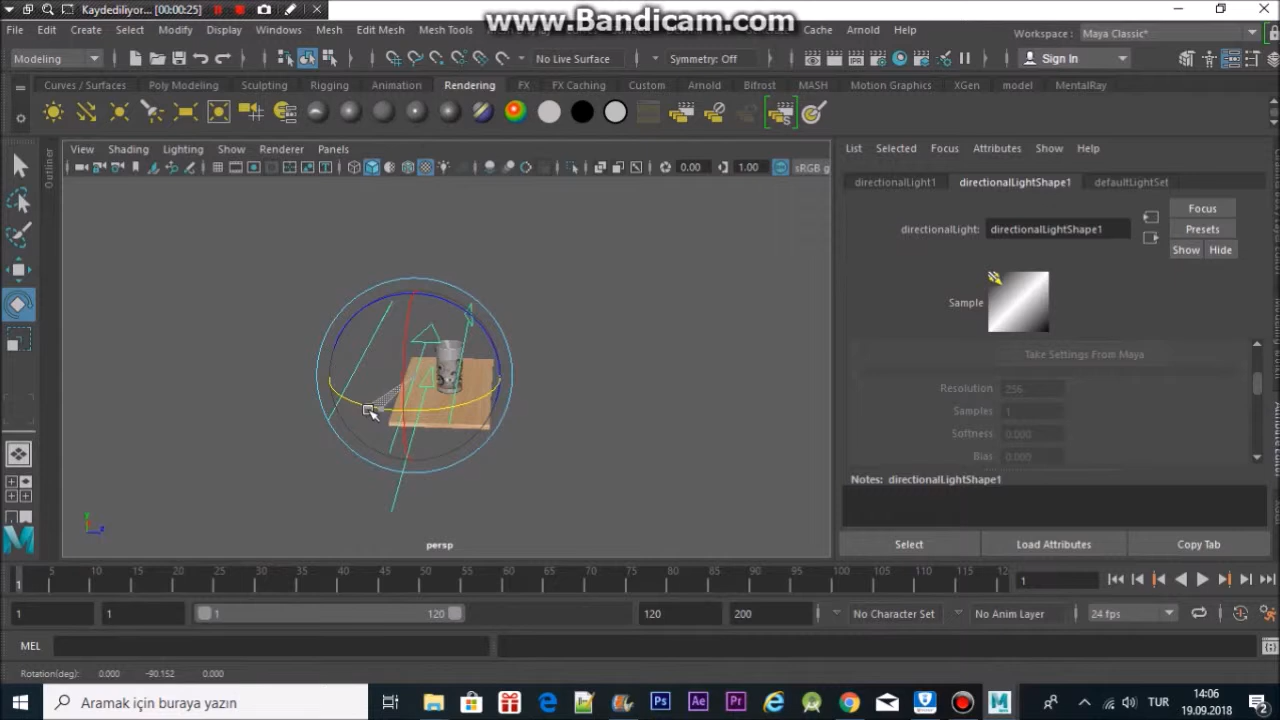 Kaydediliyor... [00:00:25]
www.Bandicam.com
File Edit Create Select Modify Display Windows Mesh Edit Mesh Mesh Tools Cache Arnold Help
Workspace : Maya Classic*
Modeling No Live Surface Symmetry: Off Sign In
Curves / Surfaces Poly Modeling Sculpting Rigging Animation Rendering FX FX Caching Custom Arnold Bifrost MASH Motion Graphics XGen model MentalRay
Outliner
View Shading Lighting Show Renderer Panels
0.00 1.00 sRGB g
List Selected Focus Attributes Show Help
directionalLight1 directionalLightShape1 defaultLightSet
Focus
directionalLight: directionalLightShape1 Presets
Show Hide
Sample
Take Settings From Maya
Resolution 256
Samples 1
Softness 0.000
Bias 0.000
Notes: directionalLightShape1
Select Load Attributes Copy Tab
y
z
persp
1 5 10 15 20 25 30 35 40 45 50 55 60 65 70 75 80 85 90 95 100 105 110 115 12
1
1 1 1 120 120 200 No Character Set No Anim Layer 24 fps
MEL
Rotation(deg): 0.000 -90.152 0.000
Aramak için buraya yazın
Ps Ae Pr
TUR
14:06
19.09.2018
2